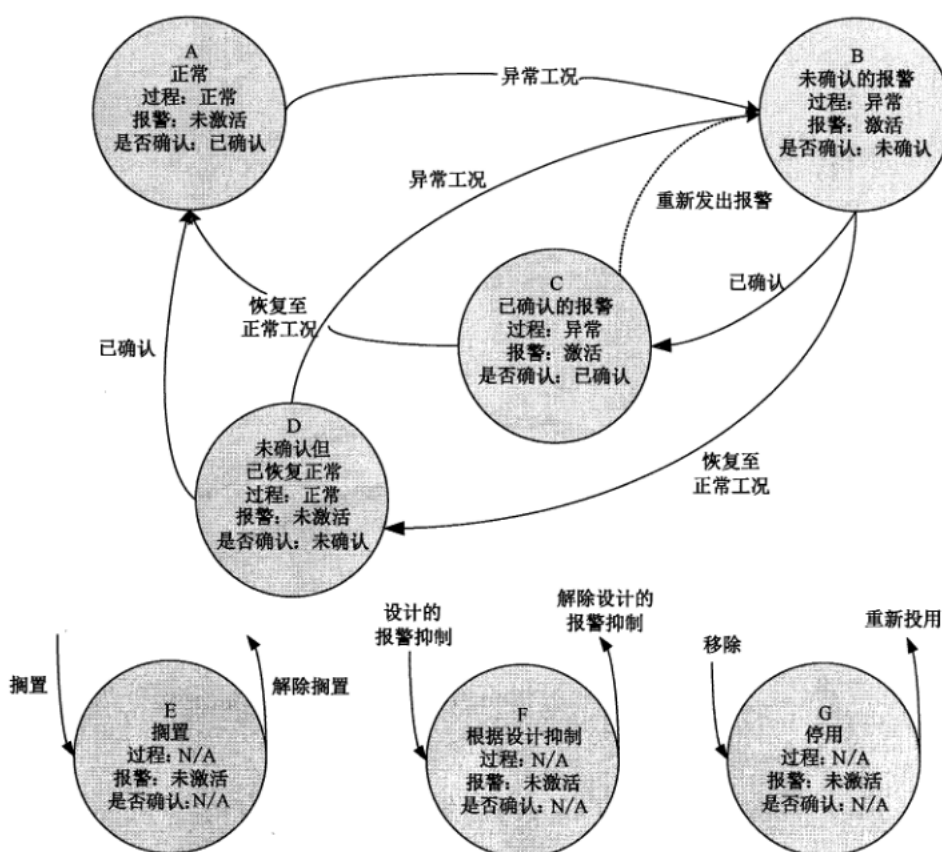 A
正常
过程：正常
报警：未激活
是否确认：已确认
异常工况
B
未确认的报警
过程：异常
报警：激活
是否确认：未确认
异常工况
重新发出报警
已确认
恢复至
正常工况
C
已确认的报警
过程：异常
报警：激活
是否确认：已确认
已确认
D
未确认但
已恢复正常
过程：正常
报警：未激活
是否确认：未确认
恢复至
正常工况
搁置
E
搁置
过程：N/A
报警：未激活
是否确认：N/A
解除搁置
设计的
报警抑制
F
根据设计抑制
过程：N/A
报警：未激活
是否确认：N/A
解除设计的
报警抑制
移除
G
停用
过程：N/A
报警：未激活
是否确认：N/A
重新投用